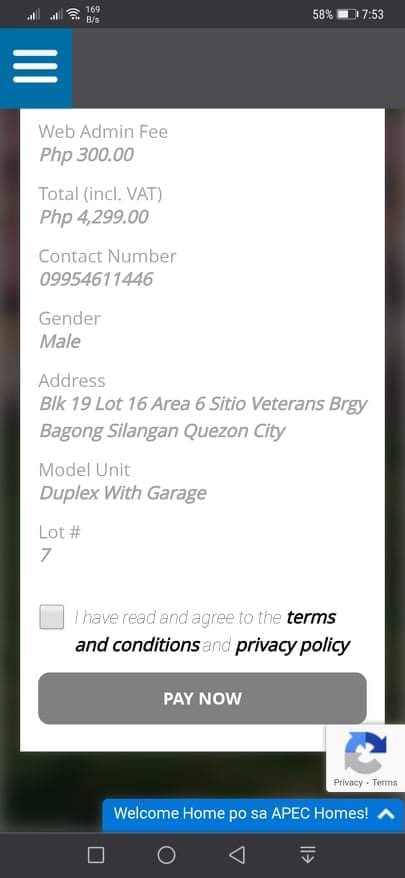 169
B/s
58%
7:53
Web Admin Fee
Php 300.00
Total (incl. VAT)
Php 4,299.00
Contact Number
09954611446
Gender
Male
Address
Blk 19 Lot 16 Area 6 Sitio Veterans Brgy
Bagong Silangan Quezon City
Model Unit
Duplex With Garage
Lot #
7
I have read and agree to the terms
and conditions and privacy policy
PAY NOW
Privacy - Terms
Welcome Home po sa APEC Homes!